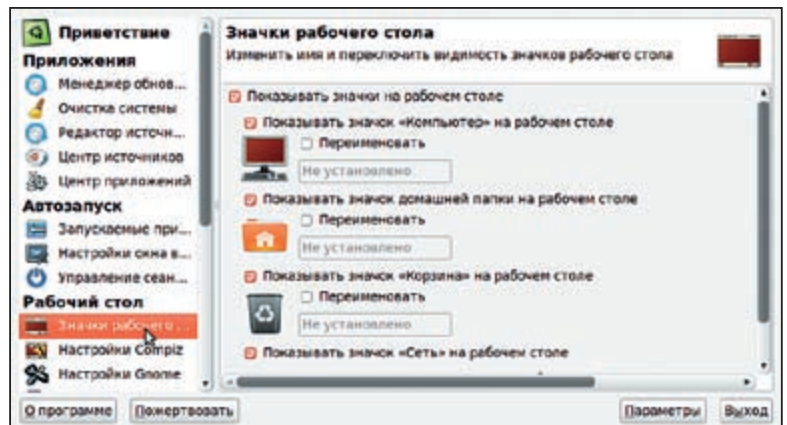 Приветствие
Приложения
Менеджер обнов...
Очистка системы
Редактор источн...
Центр источников
Центр приложений
Автозапуск
Запускаемые при...
Настройки окна в...
Управление сеан...
Рабочий стол
Значки рабочего ...
Настройки Compiz
Настройки Gnome
Значки рабочего стола
Изменить имя и переключить видимость значков рабочего стола
Показывать значки на рабочем столе
Показывать значок «Компьютер» на рабочем столе
Переименовать
Не установлено
Показывать значок домашней папки на рабочем столе
Переименовать
Не установлено
Показывать значок «Корзина» на рабочем столе
Переименовать
Не установлено
Показывать значок «Сеть» на рабочем столе
О программе Пожертвовать Параметры Выход